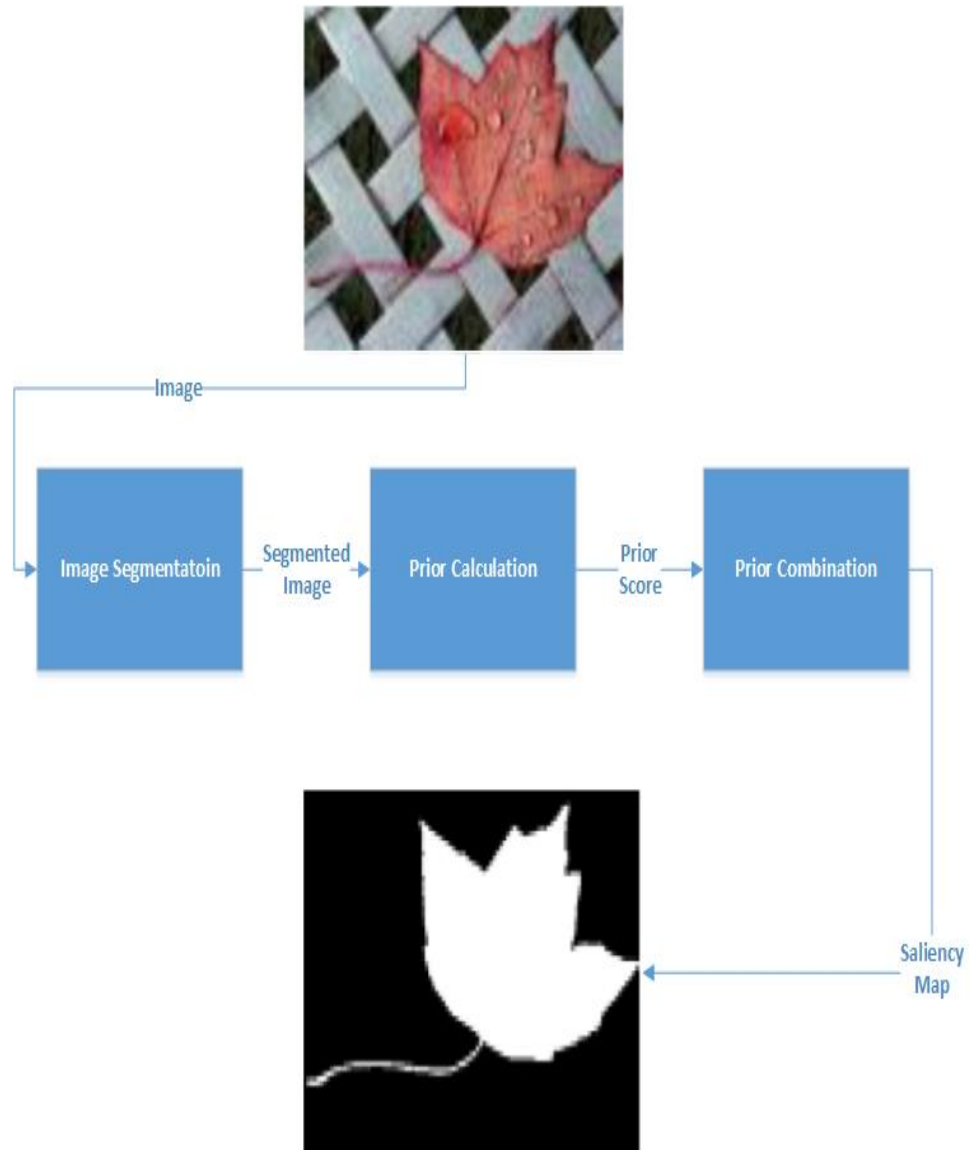 Image
Image Segmentatoin
Segmented
Image
Prior Calculation
Prior
Score
Prior Combination
Saliency
Map